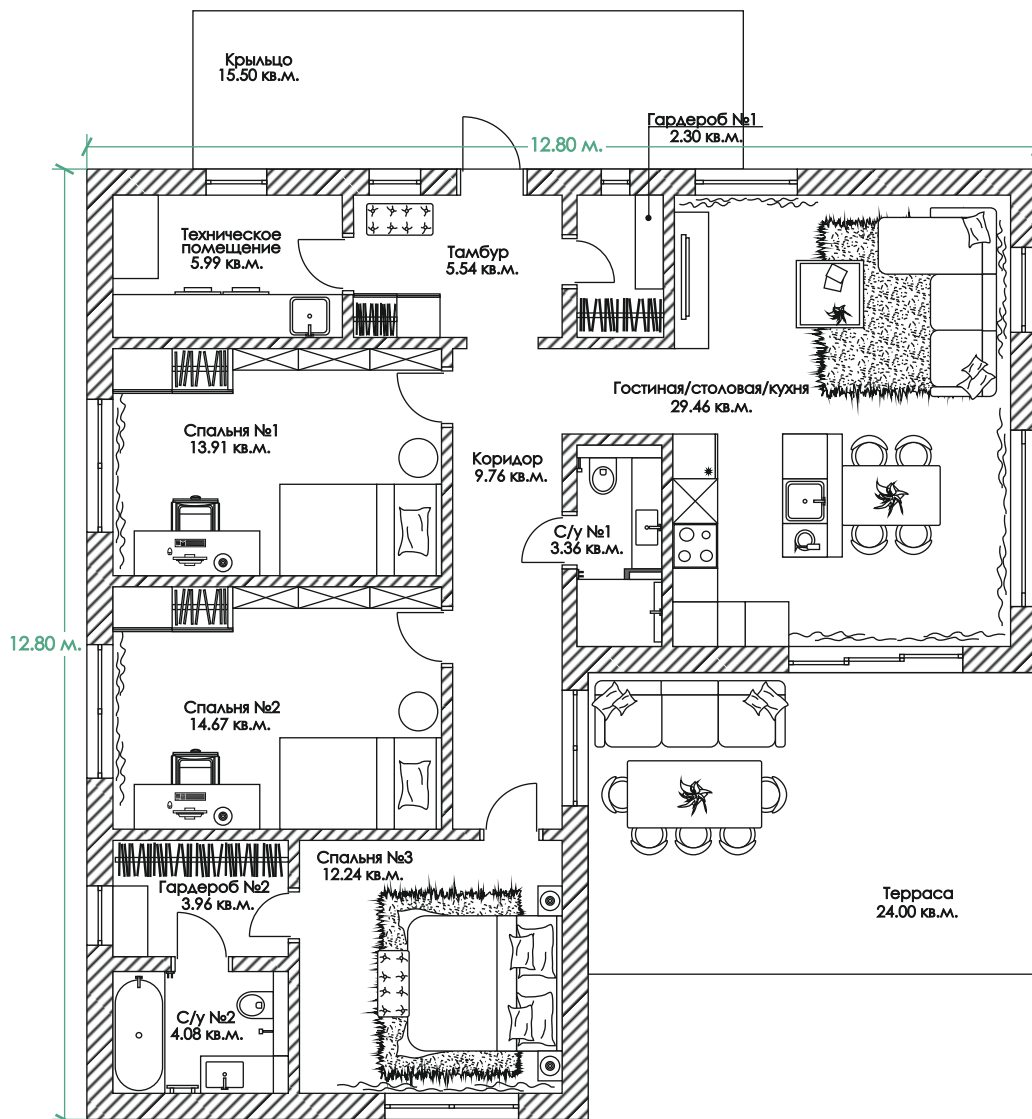 Крыльцо
15.50 кв.м.
Гардероб №1
2.30 кв.м.
12.80 м.
Техническое
помещение
5.99 кв.м.
Тамбур
5.54 кв.м.
Гостиная/столовая/кухня
29.46 кв.м.
Спальня №1
13.91 кв.м.
Коридор
9.76 кв.м.
С/у №1
3.36 кв.м.
12.80 м.
Спальня №2
14.67 кв.м.
Спальня №3
12.24 кв.м.
Гардероб №2
3.96 кв.м.
Терраса
24.00 кв.м.
С/у №2
4.08 кв.м.